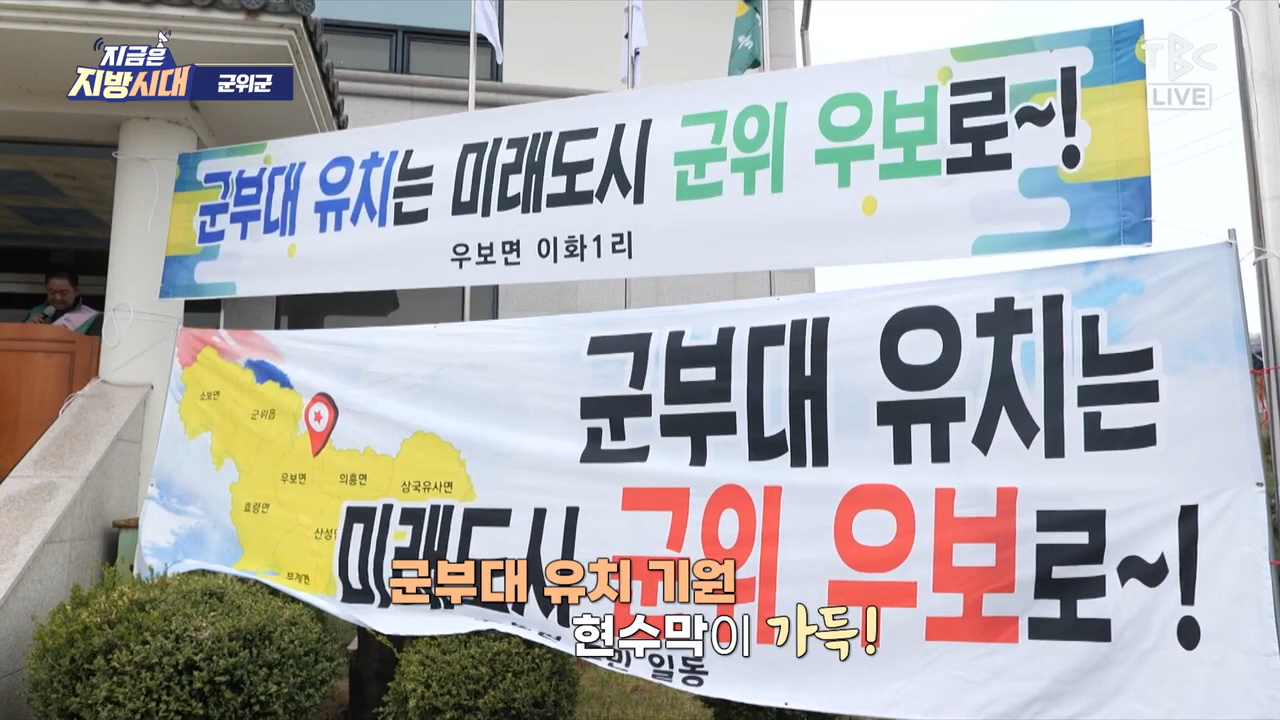 지금은
지방시대
군위군
TBC
LIVE
군부대 유치는 미래도시 군위 우보로~!
우보면 이화1리
군부대 유치는
미래도시 군위 우보로~!
소보면
군위읍
우보면
의흥면
삼국유사면
효령면
산성
부계면
군부대 유치 기원
현수막이 가득!
일동